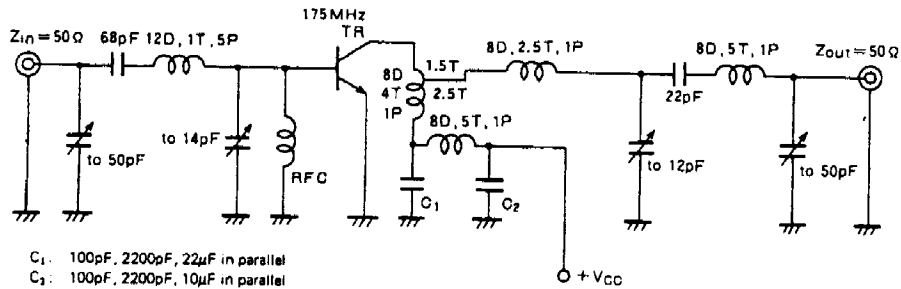 175MHz
TR
Zin=50Ω
68pF 12D, 1T, 5P
8D, 2.5T, 1P
8D, 5T, 1P
Zout=50Ω
1.5T
8D
4T
2.5T
1P
22pF
8D, 5T, 1P
to 50pF
to 14pF
RFC
to 12pF
to 50pF
C₁
C₂
C₁: 100pF, 2200pF, 22μF in parallel
C₂: 100pF, 2200pF, 10μF in parallel
+VCC